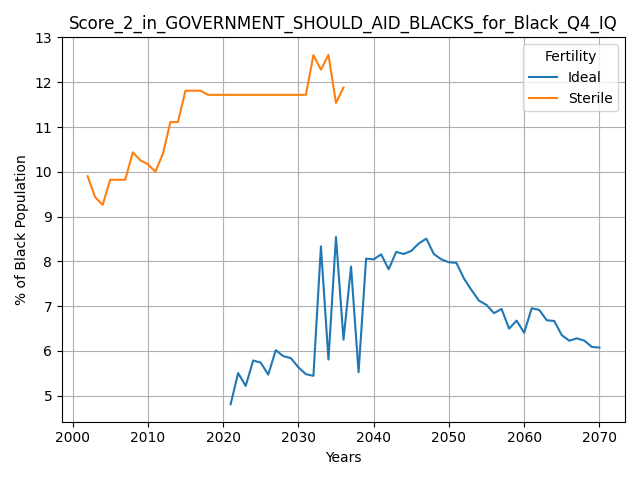 Score_2_in_GOVERNMENT_SHOULD_AID_BLACKS_for_Black_Q4_IQ
13
12
11
10
9
8
7
6
5
% of Black Population
Fertility
Ideal
Sterile
2000 2010 2020 2030 2040 2050 2060 2070
Years